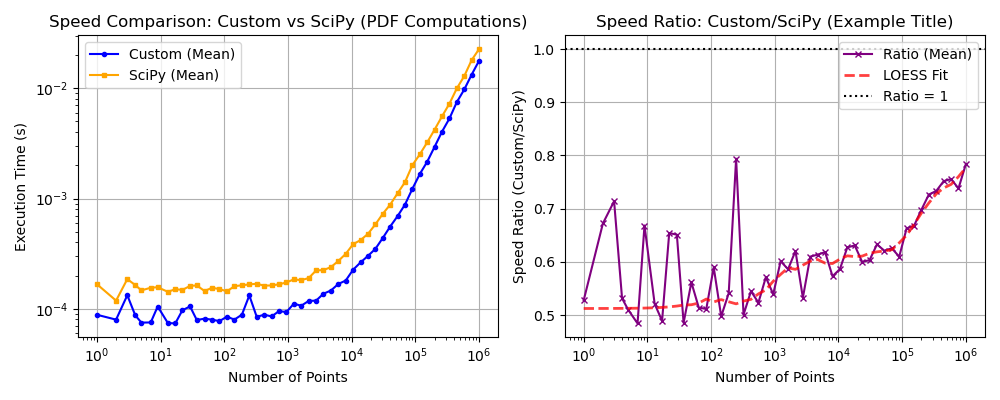 Speed Comparison: Custom vs SciPy (PDF Computations)
Custom (Mean)
SciPy (Mean)
Execution Time (s)
10⁻²
10⁻³
10⁻⁴
10⁰ 10¹ 10² 10³ 10⁴ 10⁵ 10⁶
Number of Points
Speed Ratio: Custom/SciPy (Example Title)
Ratio (Mean)
LOESS Fit
Ratio = 1
Speed Ratio (Custom/SciPy)
1.0
0.9
0.8
0.7
0.6
0.5
10⁰ 10¹ 10² 10³ 10⁴ 10⁵ 10⁶
Number of Points